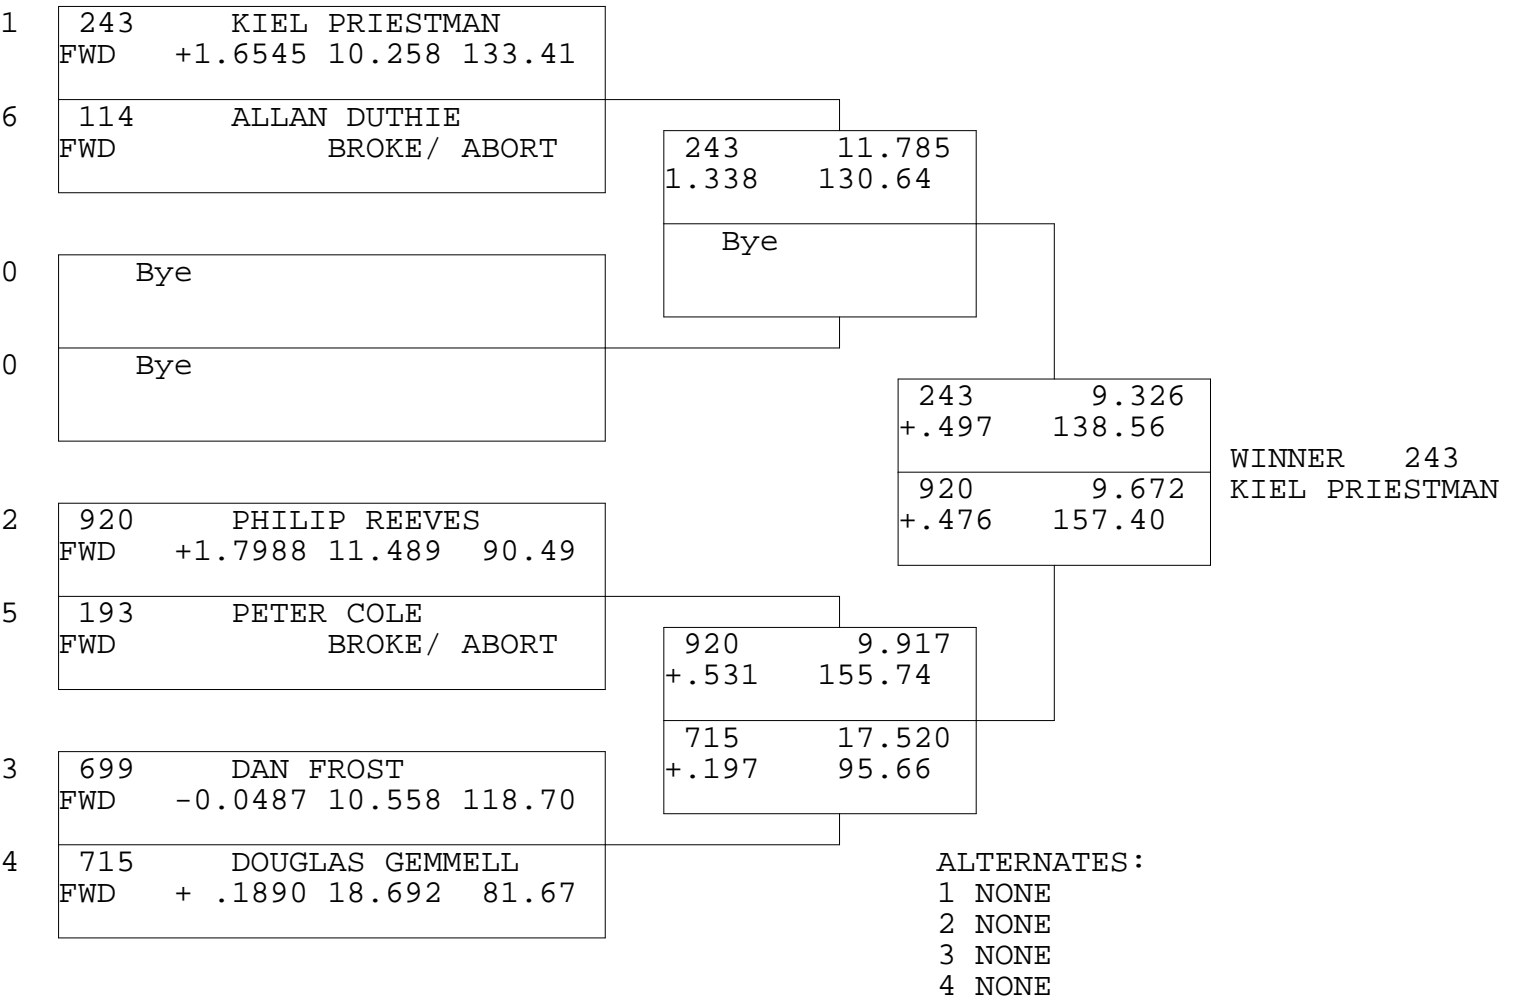 1 243 KIEL PRIESTMAN
FWD +1.6545 10.258 133.41
6 114 ALLAN DUTHIE
FWD BROKE/ ABORT
243 11.785
1.338 130.64
Bye
0 Bye
0 Bye
243 9.326
+.497 138.56
920 9.672
+.476 157.40
WINNER 243
KIEL PRIESTMAN
2 920 PHILIP REEVES
FWD +1.7988 11.489 90.49
5 193 PETER COLE
FWD BROKE/ ABORT
920 9.917
+.531 155.74
715 17.520
+.197 95.66
3 699 DAN FROST
FWD -0.0487 10.558 118.70
4 715 DOUGLAS GEMMELL
FWD + .1890 18.692 81.67
ALTERNATES:
1 NONE
2 NONE
3 NONE
4 NONE